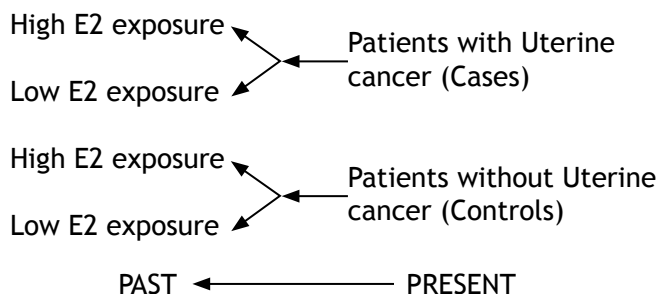 High E2 exposure
Low E2 exposure
Patients with Uterine
cancer (Cases)
High E2 exposure
Low E2 exposure
Patients without Uterine
cancer (Controls)
PAST
PRESENT